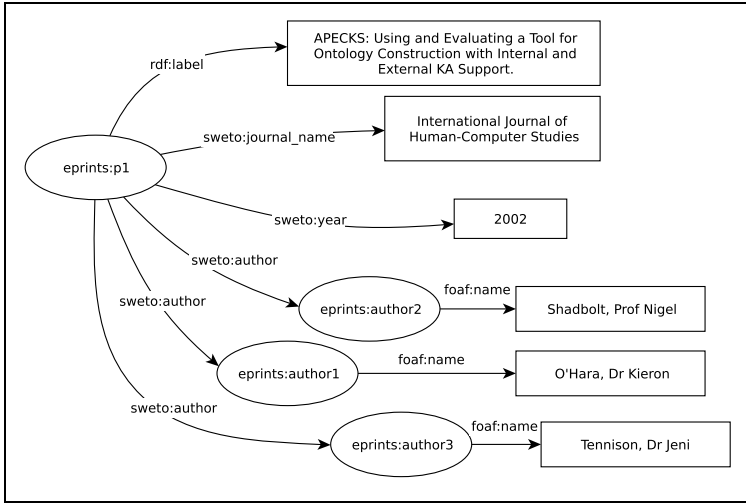 APECKS: Using and Evaluating a Tool for
Ontology Construction with Internal and
External KA Support.
rdf:label
International Journal of
Human-Computer Studies
sweto:journal_name
eprints:p1
2002
sweto:year
sweto:author
foaf:name
eprints:author2
Shadbolt, Prof Nigel
sweto:author
foaf:name
eprints:author1
O'Hara, Dr Kieron
sweto:author
foaf:name
eprints:author3
Tennison, Dr Jeni